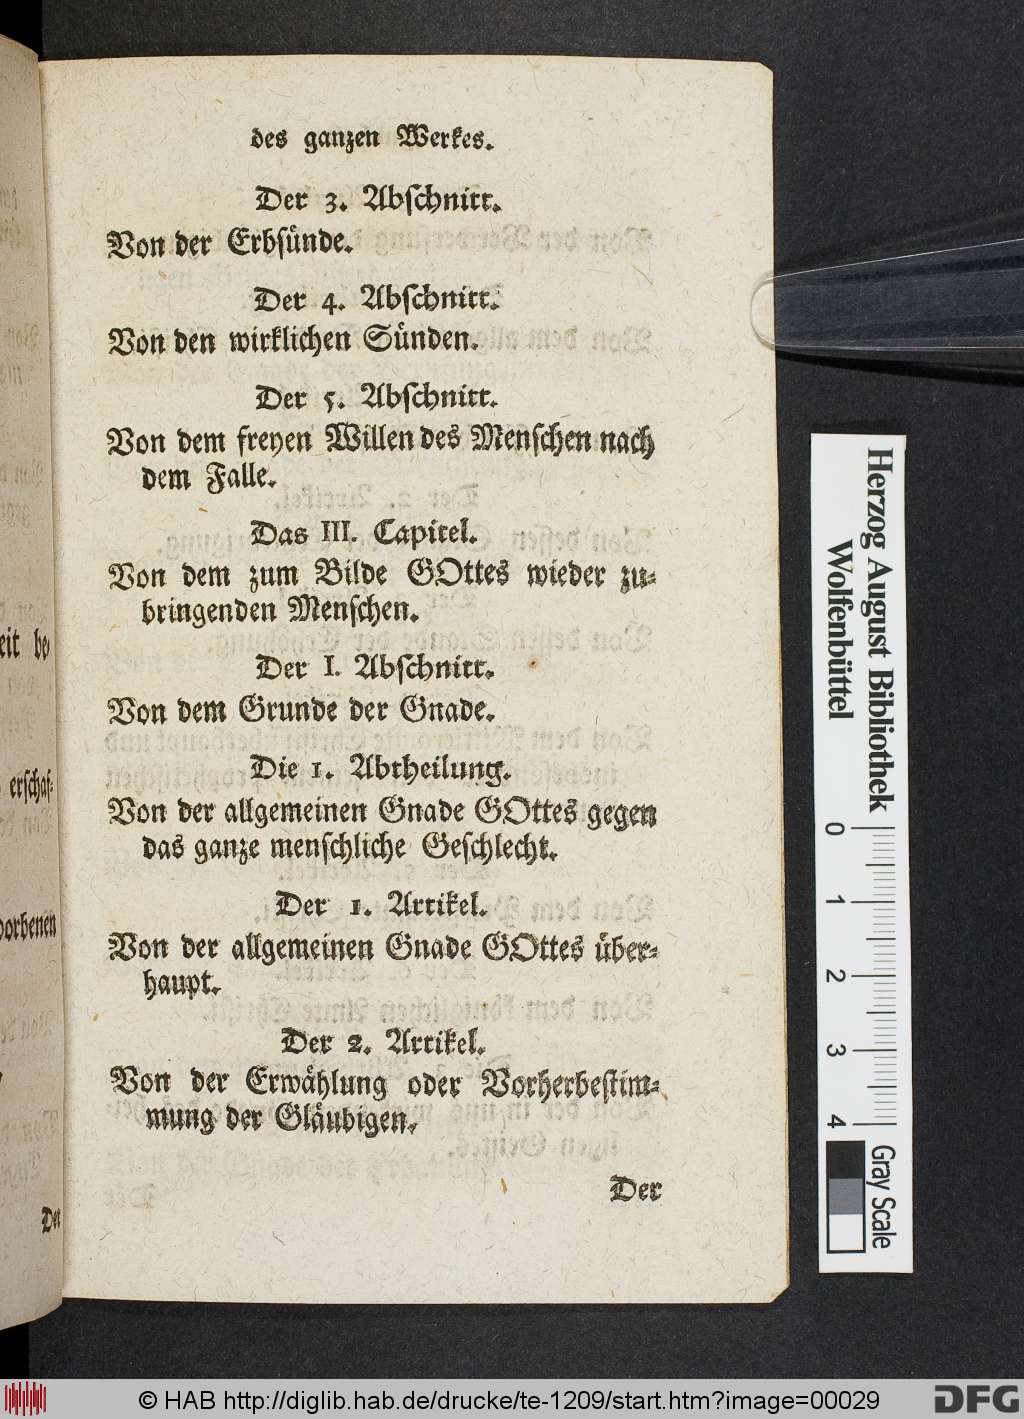 des ganzen Werkes.
Der 3. Abschnitt.
Von der Erbsünde.
Der 4. Abschnitt.
Von den wirklichen Sünden.
Der 5. Abschnitt.
Von dem freyen Willen des Menschen nach
dem Falle.
Das III. Capitel.
Von dem zum Bilde GOttes wieder zu-
bringenden Menschen.
Der I. Abschnitt.
Von dem Grunde der Gnade.
Die 1. Abtheilung.
Von der allgemeinen Gnade GOttes gegen
das ganze menschliche Geschlecht.
Der 1. Artikel.
Von der allgemeinen Gnade GOttes über-
haupt.
Der 2. Artikel.
Von der Erwählung oder Vorherbestim-
mung der Gläubigen.
Der
eit be
erschaf-
orbenen
Der
Herzog August Bibliothek
Wolfenbüttel
0 1 2 3 4
Gray Scale
© HAB http://diglib.hab.de/drucke/te-1209/start.htm?image=00029
DFG